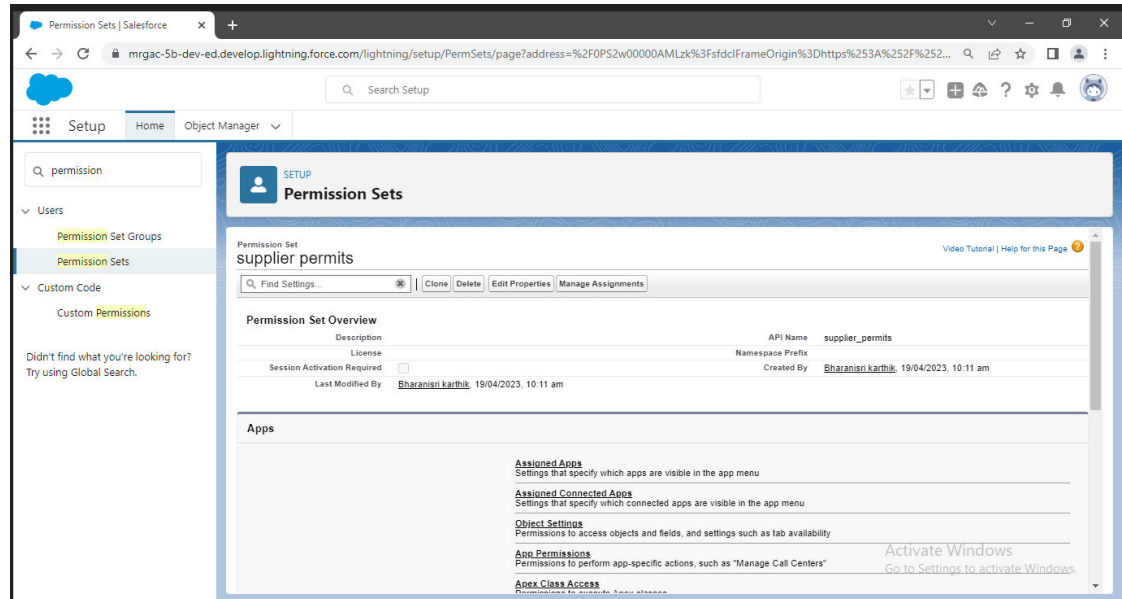 Permission Sets | Salesforce
mrgac-5b-dev-ed.develop.lightning.force.com/lightning/setup/PermSets/page?address=%2F0PS2w00000AMLzk%3FsfdcIFrameOrigin%3Dhttps%253A%252F%252...
Search Setup
Setup Home Object Manager
permission
Users
Permission Set Groups
Permission Sets
Custom Code
Custom Permissions
Didn't find what you're looking for?
Try using Global Search.
SETUP
Permission Sets
Permission Set
supplier permits
Video Tutorial | Help for this Page
Find Settings... | Clone Delete Edit Properties Manage Assignments
Permission Set Overview
Description API Name supplier_permits
License Namespace Prefix
Session Activation Required Created By Bharanisri karthik, 19/04/2023, 10:11 am
Last Modified By Bharanisri karthik, 19/04/2023, 10:11 am
Apps
Assigned Apps
Settings that specify which apps are visible in the app menu
Assigned Connected Apps
Settings that specify which connected apps are visible in the app menu
Object Settings
Permissions to access objects and fields, and settings such as tab availability
App Permissions
Permissions to perform app-specific actions, such as "Manage Call Centers"
Apex Class Access
Permissions to execute Apex classes
Activate Windows
Go to Settings to activate Windows.